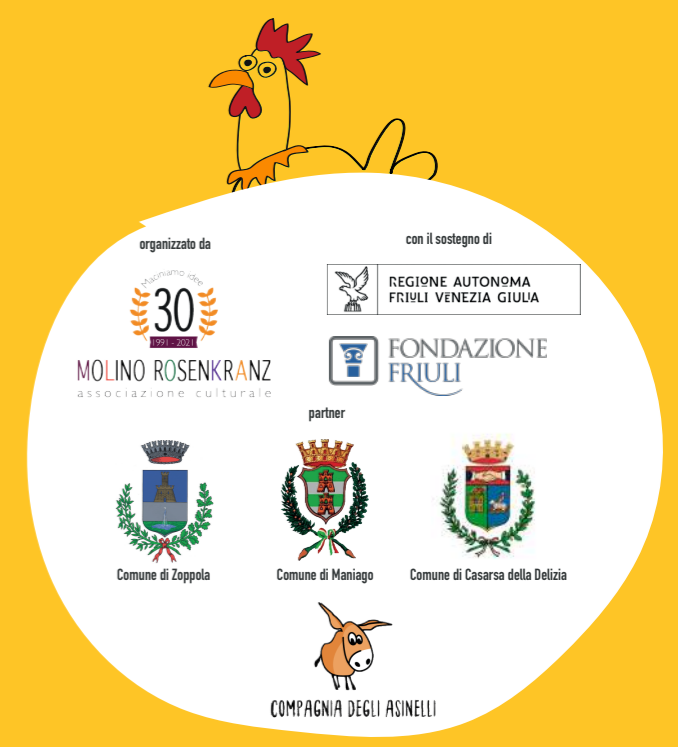 organizzato da
con il sostegno di
Maciniamo idee
30
1991 - 2021
MOLINO ROSENKRANZ
associazione culturale
REGIONE AUTONOMA
FRIULI VENEZIA GIULIA
FONDAZIONE
FRIULI
partner
Comune di Zoppola
Comune di Maniago
Comune di Casarsa della Delizia
COMPAGNIA DEGLI ASINELLI